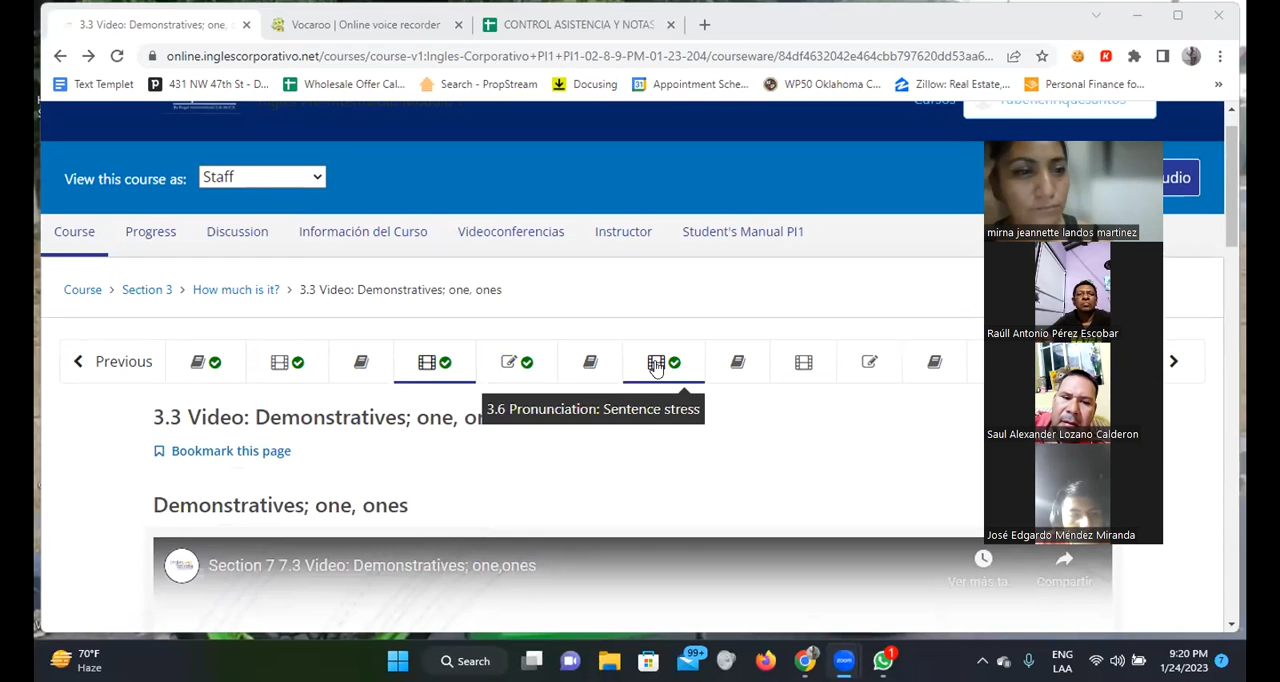 3.3 Video: Demonstratives; one,
Vocaroo | Online voice recorder
CONTROL ASISTENCIA Y NOTAS
online.inglescorporativo.net/courses/course-v1:Ingles-Corporativo+PI1+PI1-02-8-9-PM-01-23-204/courseware/84df4632042e464cbb797620dd53aa6...
Text Templet
431 NW 47th St - D...
Wholesale Offer Cal...
Search - PropStream
Docusing
Appointment Sche...
WP50 Oklahoma C...
Zillow: Real Estate,...
Personal Finance fo...
»
Cursos
View this course as:
Staff
udio
Course
Progress
Discussion
Información del Curso
Videoconferencias
Instructor
Student's Manual PI1
Course > Section 3 > How much is it? > 3.3 Video: Demonstratives; one, ones
Previous
3.6 Pronunciation: Sentence stress
3.3 Video: Demonstratives; one, o
Bookmark this page
Demonstratives; one, ones
Section 7 7.3 Video: Demonstratives; one,ones
Ver más ta...
Compartir
mirna jeannette landos martinez
Raúll Antonio Pérez Escobar
Saul Alexander Lozano Calderon
José Edgardo Méndez Miranda
70°F
Haze
Search
99+
1
ENG
LAA
9:20 PM
1/24/2023
7